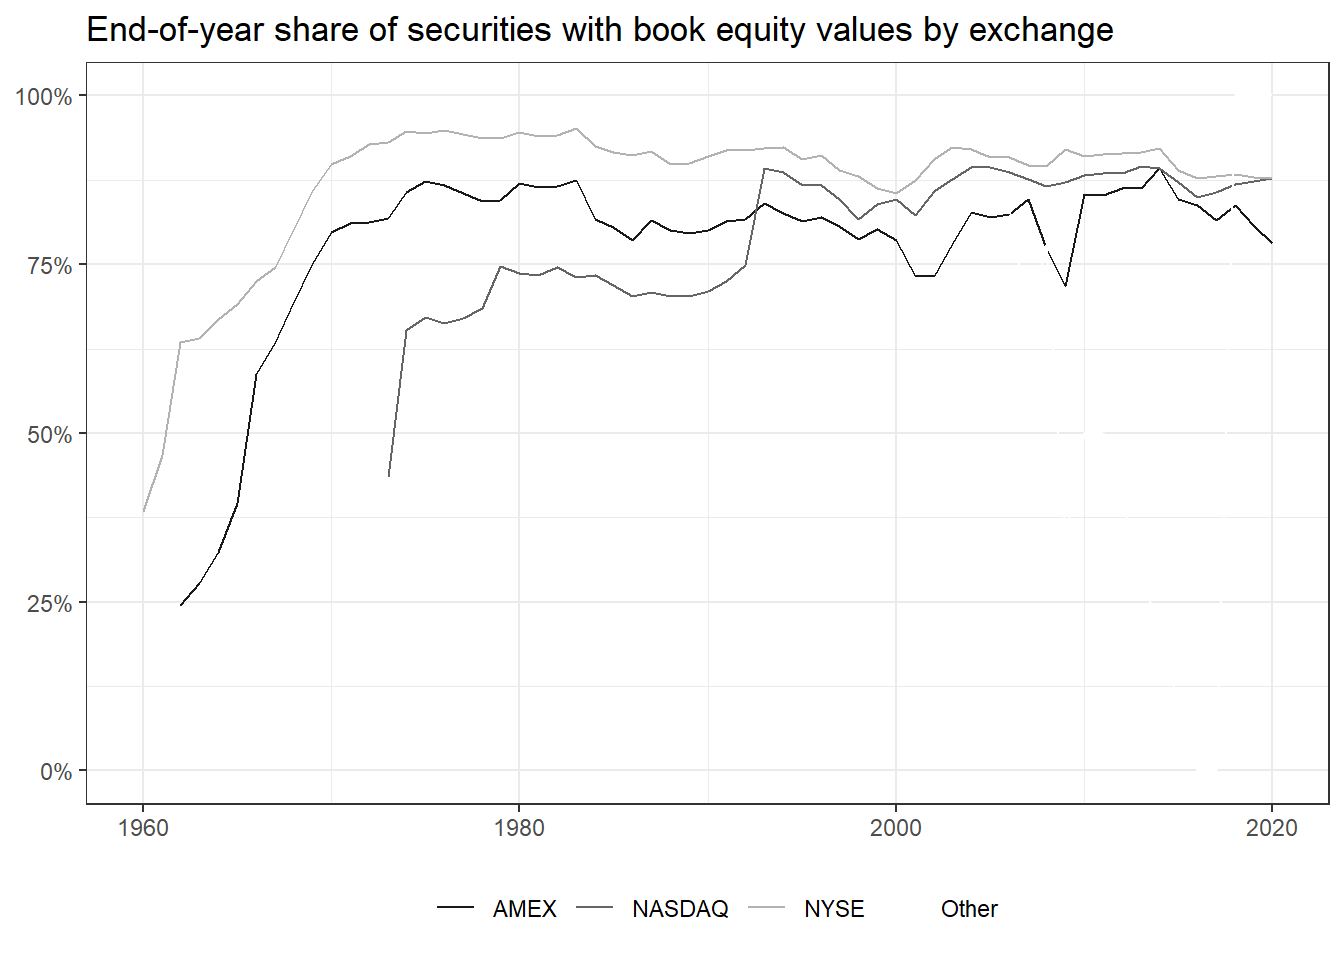 End-of-year share of securities with book equity values by exchange
100%
75%
50%
25%
0%
1960 1980 2000 2020
AMEX NASDAQ NYSE Other